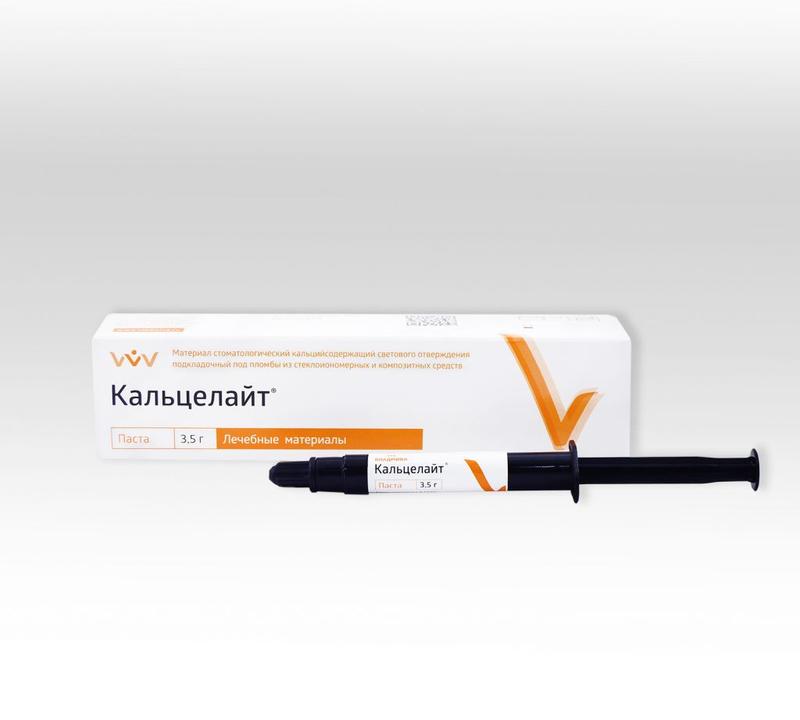 Материал стоматологический кальцийсодержащий светового отверждения
подкладочный под пломбы из стеклоиономерных и композитных средств
Кальцелайт®
Паста 3,5 г Лечебные материалы
ВЛАДМИВА
Кальцелайт®
Паста 3,5 г